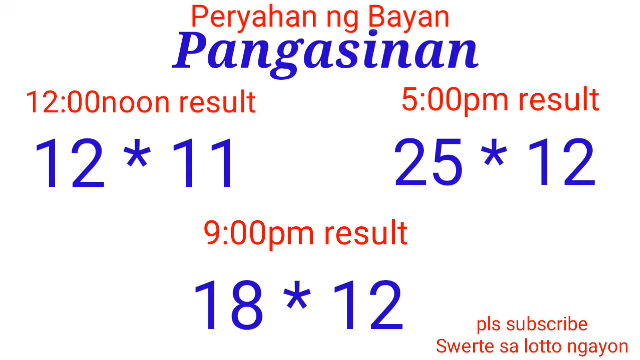 Peryahan ng Bayan
Pangasinan
12:00noon result
12 * 11
5:00pm result
25 * 12
9:00pm result
18 * 12
pls subscribe
Swerte sa lotto ngayon